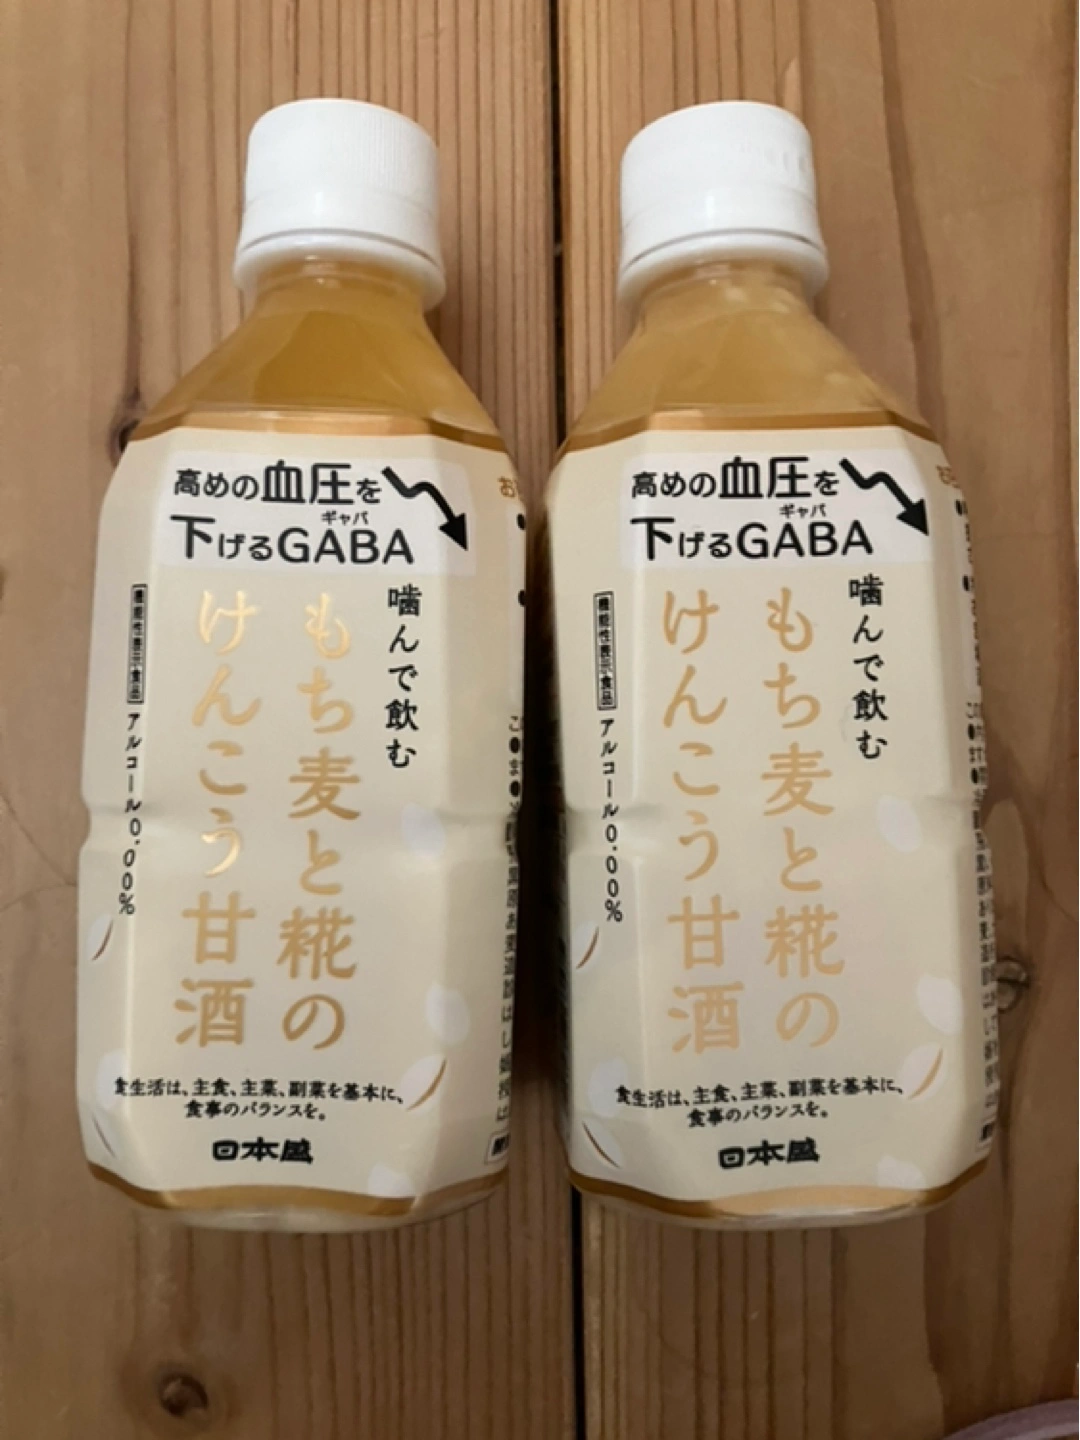 高めの血圧を
ギャバ
下げるGABA
噛んで飲む
もち麦と糀の
けんこう甘酒
機能性表示食品
アルコール0.00%
食生活は、主食、主菜、副菜を基本に、
食事のバランスを。
日本盛
高めの血圧を
ギャバ
下げるGABA
噛んで飲む
もち麦と糀の
けんこう甘酒
機能性表示食品
アルコール0.00%
食生活は、主食、主菜、副菜を基本に、
食事のバランスを。
日本盛